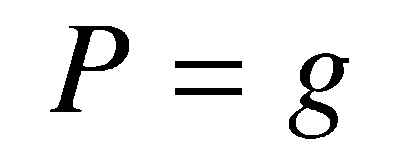 P = g